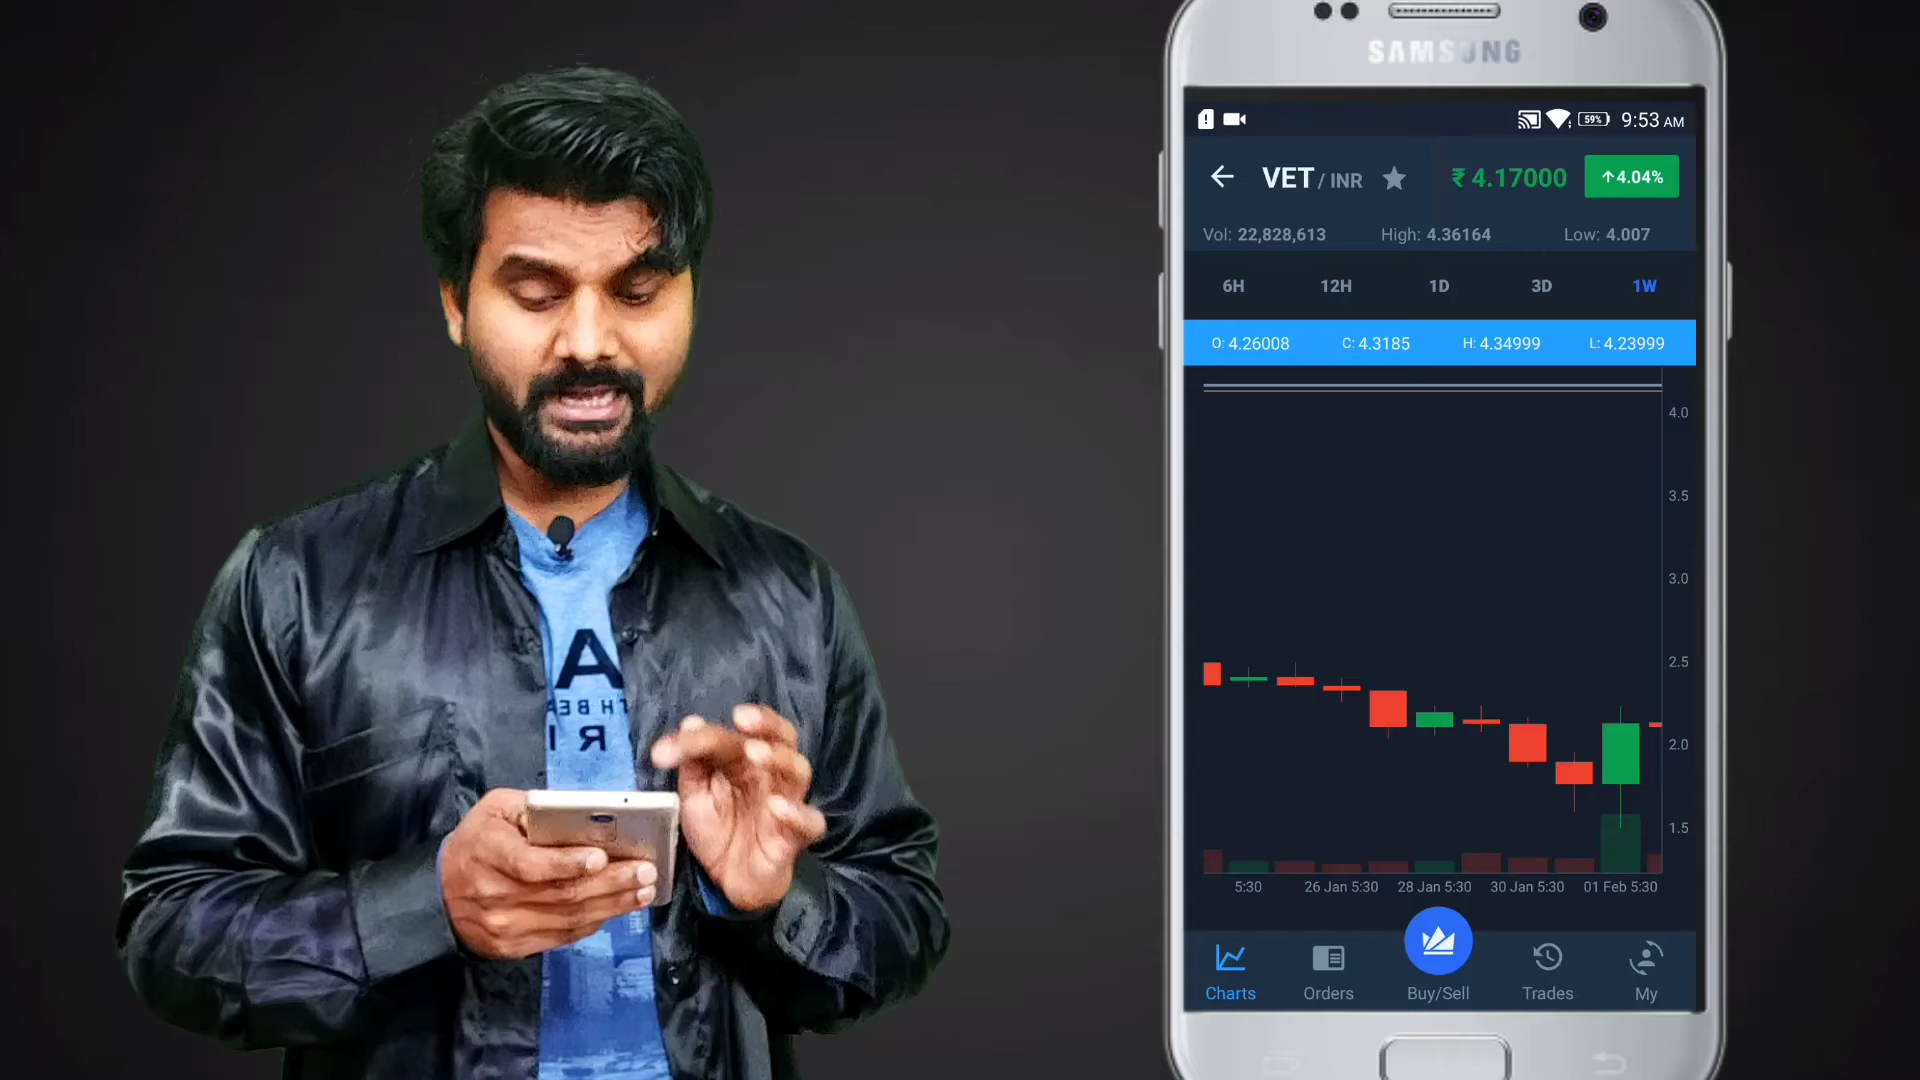 SAMSUNG
59% 9:53 AM
VET / INR ₹ 4.17000 ↑4.04%
Vol: 22,828,613 High: 4.36164 Low: 4.007
6H 12H 1D 3D 1W
O: 4.26008 C: 4.3185 H: 4.34999 L: 4.23999
4.0
3.5
3.0
2.5
2.0
1.5
5:30 26 Jan 5:30 28 Jan 5:30 30 Jan 5:30 01 Feb 5:30
Charts Orders Buy/Sell Trades My
A